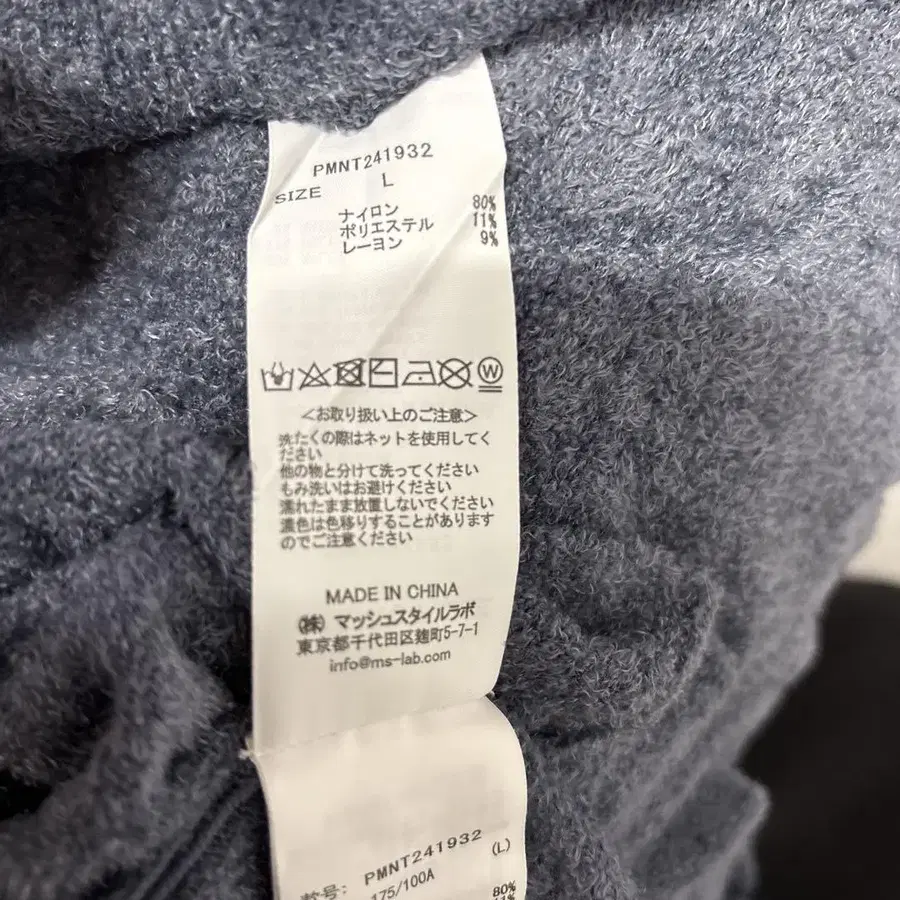 PMNT241932
SIZE L
ナイロン 80%
ポリエステル 11%
レーヨン 9%
W
<お取り扱い上のご注意>
洗たくの際はネットを使用してく
ださい
他の物と分けて洗ってください
もみ洗いはお避けください
濡れたまま放置しないでください
濃色は色移りすることがあります
のでご注意ください
MADE IN CHINA
(株) マッシュスタイルラボ
東京都千代田区麹町5-7-1
info@ms-lab.com
款号: PMNT241932
175/100A (L)
80%
11%